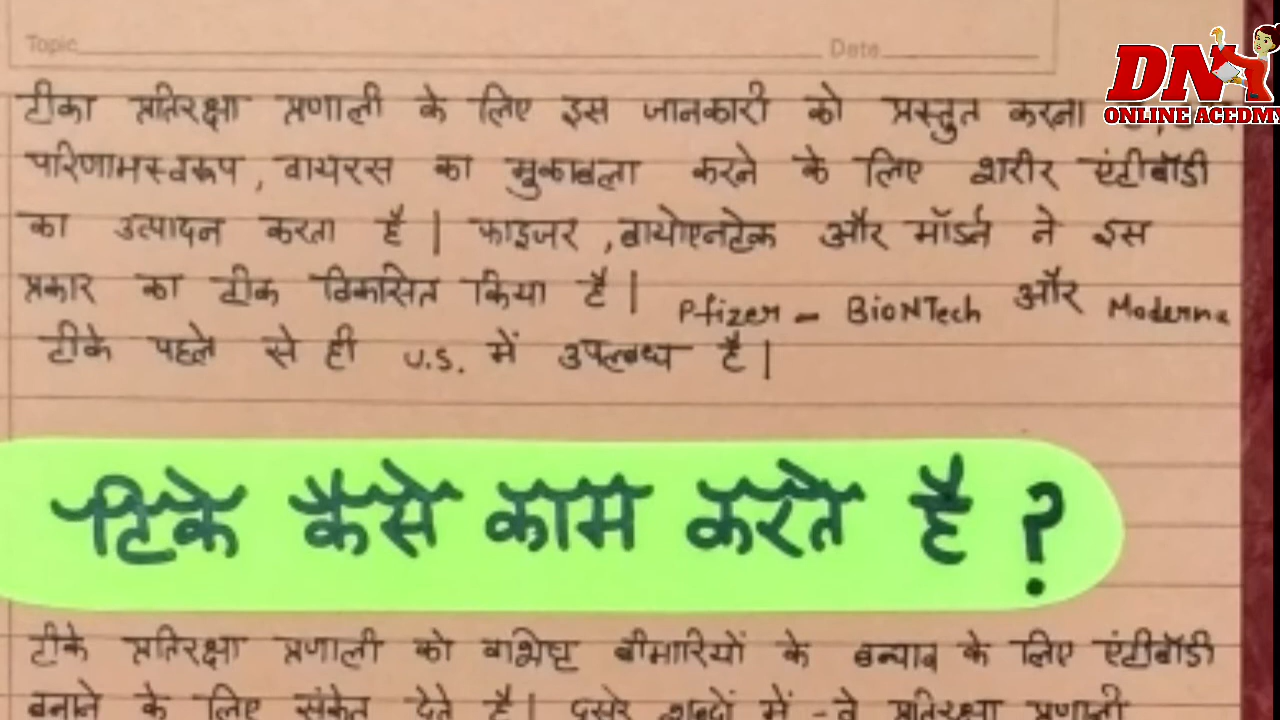 Topic
Date
DN
ONLINE ACEDMY
टीका प्रतिरक्षा प्रणाली के लिए इस जानकारी को प्रस्तुत करता
परिणामस्वरूप, वायरस का मुकाबला करने के लिए शरीर एंटीबॉडी
का उत्पादन करता है | फाइजर, बायोएनटेक और मॉडर्न ने इस
प्रकार का टीक विकसित किया है | Pfizer - BioNTech और Moderna
टीके पहले से ही U.S. में उपलब्ध है |
टिके कैसे काम करते है ?
टीके प्रतिरक्षा प्रणाली को बीमारियों के के लिए एंटीबॉडी
बनाने के लिए संकेत देते है | दूसरे शब्दों में - वे प्रतिरक्षा प्रणाली